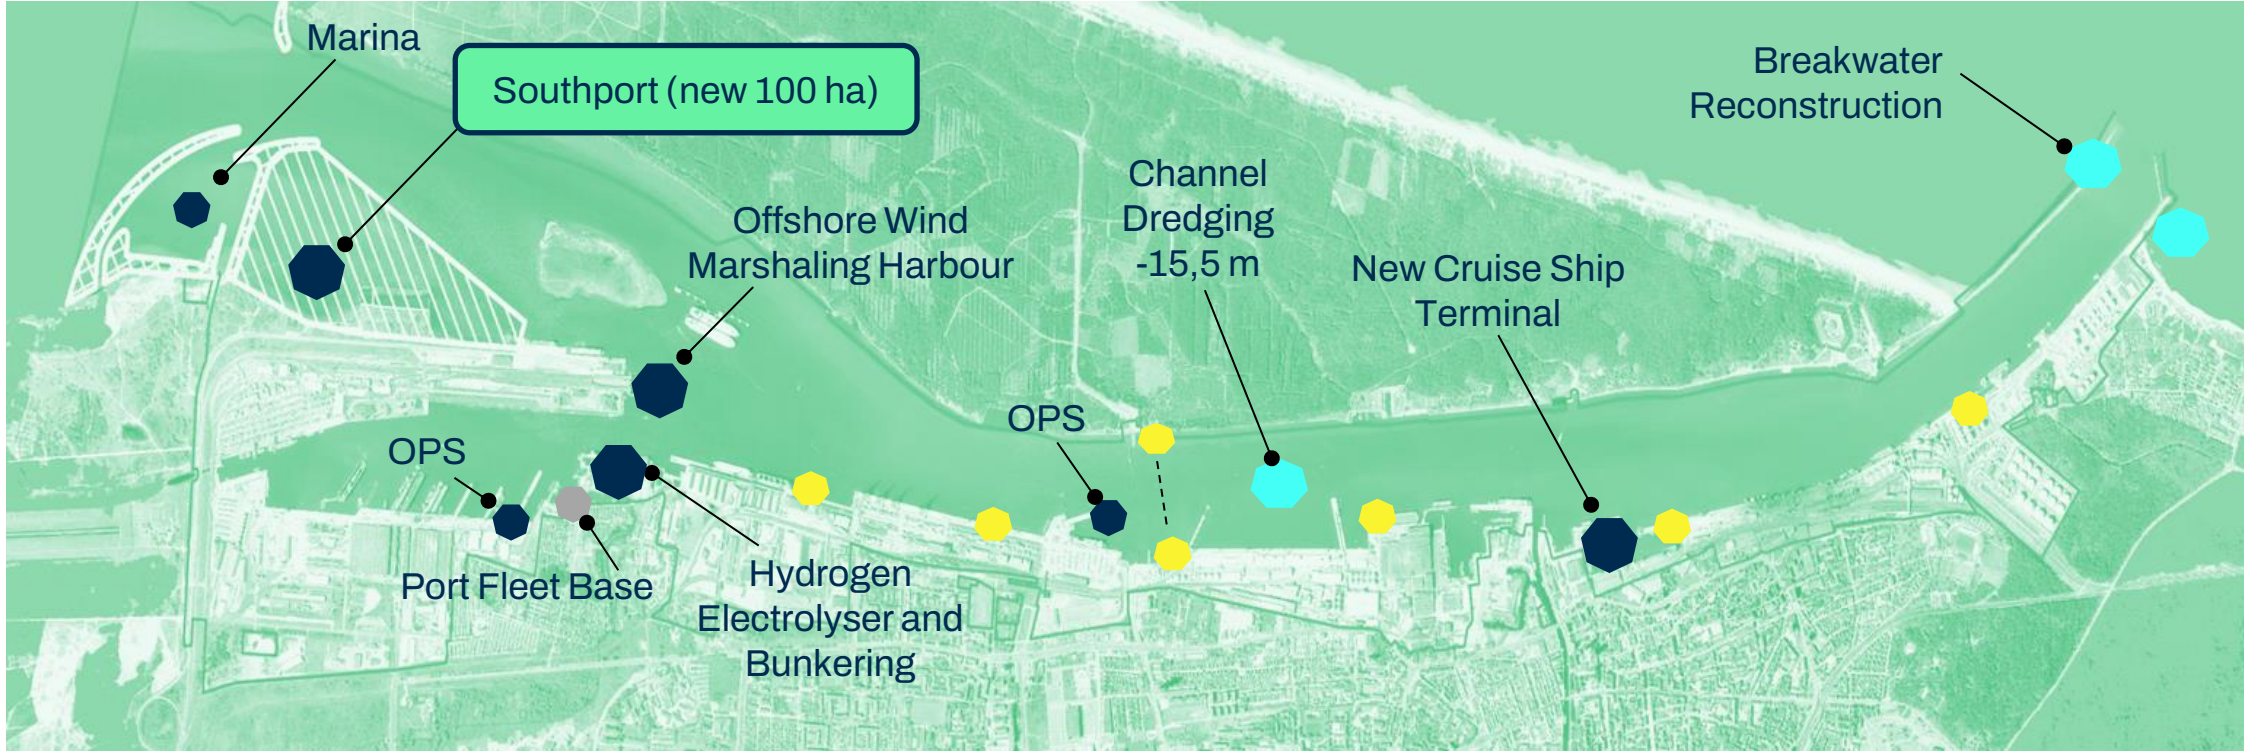 Marina
Southport (new 100 ha)
Breakwater
Reconstruction
Channel
Dredging
-15,5 m
Offshore Wind
Marshaling Harbour
New Cruise Ship
Terminal
OPS
OPS
Port Fleet Base
Hydrogen
Electrolyser and
Bunkering